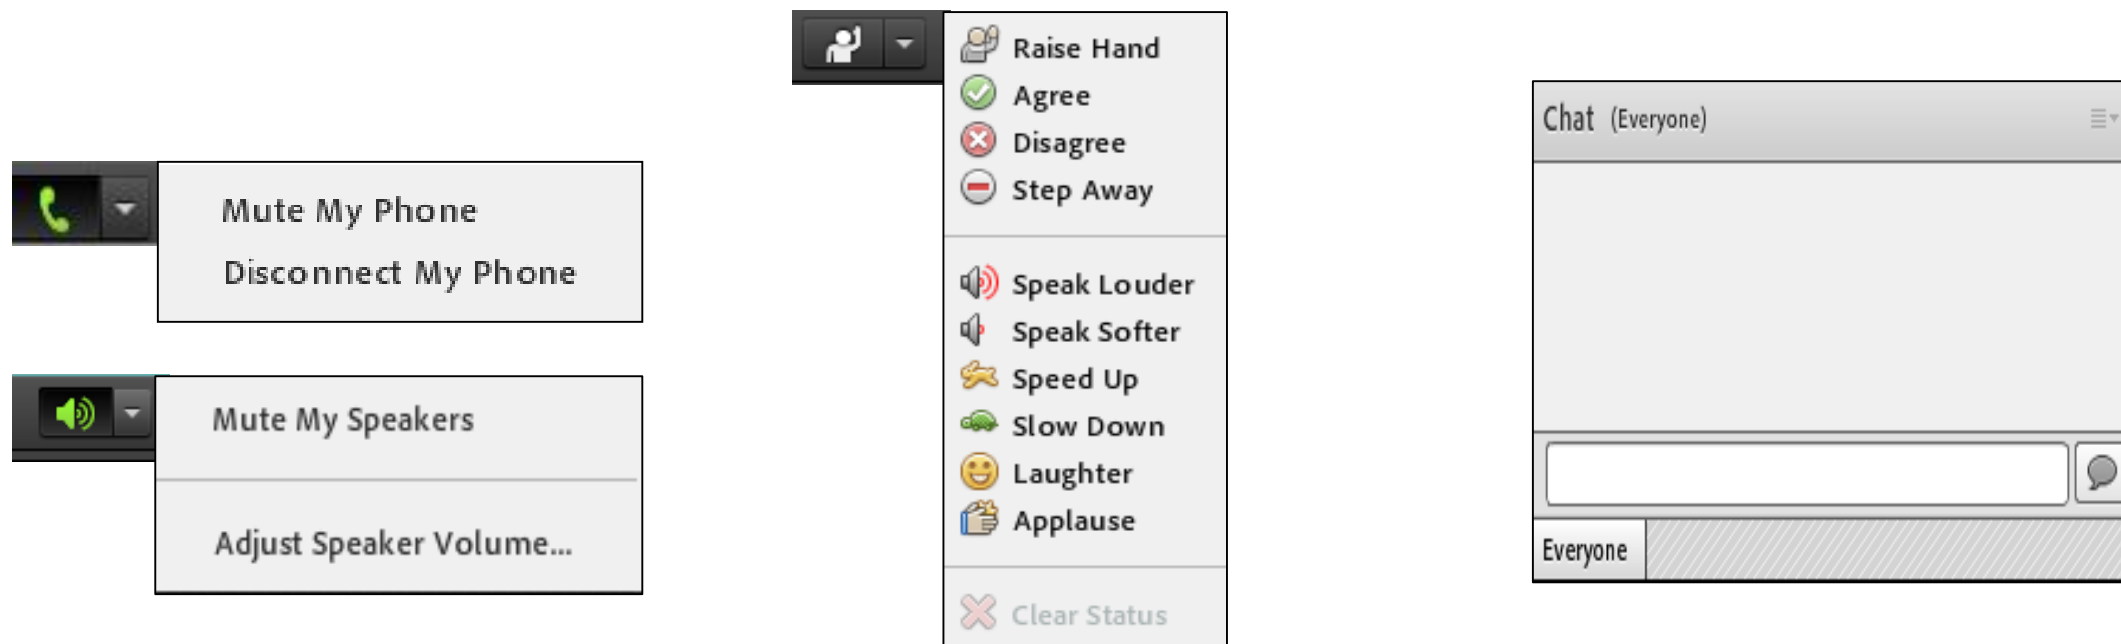 Mute My Phone
Disconnect My Phone
Mute My Speakers
Adjust Speaker Volume...
Raise Hand
Agree
Disagree
Step Away
Speak Louder
Speak Softer
Speed Up
Slow Down
Laughter
Applause
Clear Status
Chat (Everyone)
Everyone